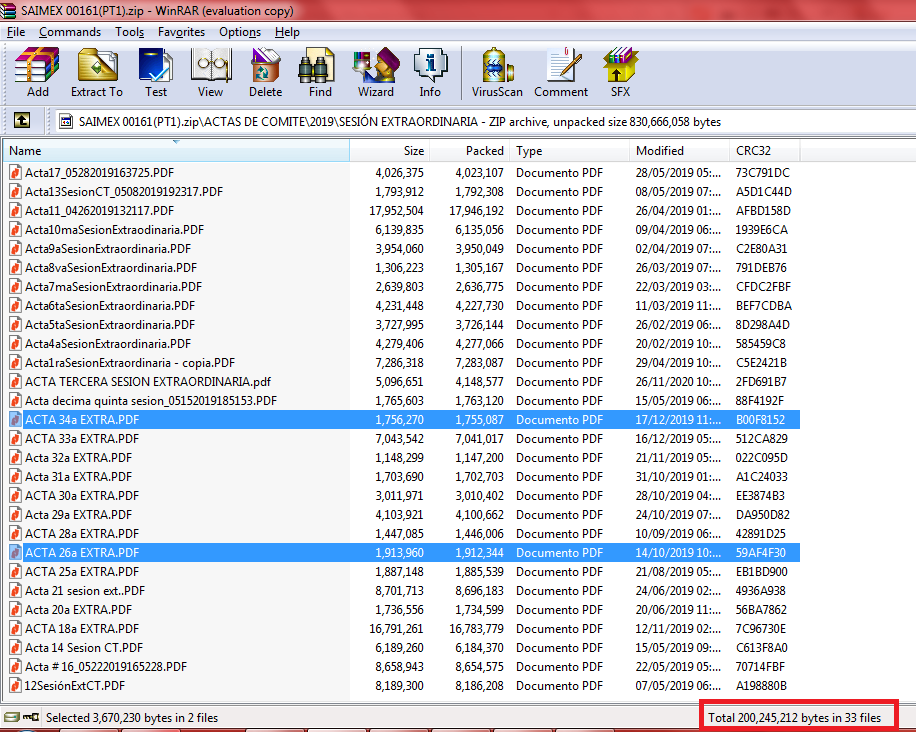 SAIMEX 00161(PT1).zip - WinRAR (evaluation copy)
File Commands Tools Favorites Options Help
Add Extract To Test View Delete Find Wizard Info VirusScan Comment SFX
SAIMEX 00161(PT1).zip\ACTAS DE COMITE\2019\SESIÓN EXTRAORDINARIA - ZIP archive, unpacked size 830,666,058 bytes
Name Size Packed Type Modified CRC32
Acta17_05282019163725.PDF 4,026,375 4,023,107 Documento PDF 28/05/2019 05:... 73C791DC
Acta13SesionCT_05082019192317.PDF 1,793,912 1,792,308 Documento PDF 08/05/2019 07:... A5D1C44D
Acta11_04262019132117.PDF 17,952,504 17,946,192 Documento PDF 26/04/2019 01:... AFBD158D
Acta10maSesionExtraodinaria.PDF 6,139,835 6,135,056 Documento PDF 09/04/2019 06:... 1939E6CA
Acta9aSesionExtraordinaria.PDF 3,954,060 3,950,049 Documento PDF 02/04/2019 07:... C2E80A31
Acta8vaSesionExtraordinaria.PDF 1,306,223 1,305,167 Documento PDF 26/03/2019 07:... 791DEB76
Acta7maSesionExtraordinaria.PDF 2,639,803 2,636,775 Documento PDF 22/03/2019 03:... CFDC2FBF
Acta6taSesionExtraordinaria.PDF 4,231,448 4,227,730 Documento PDF 11/03/2019 11:... BEF7CDBA
Acta5taSesionExtraordinaria.PDF 3,727,995 3,726,144 Documento PDF 26/02/2019 06:... 8D298A4D
Acta4aSesionExtraordinaria.PDF 4,279,406 4,277,066 Documento PDF 20/02/2019 10:... 585459C8
Acta1raSesionExtraordinaria - copia.PDF 7,286,318 7,283,087 Documento PDF 29/04/2019 10:... C5E2421B
ACTA TERCERA SESION EXTRAORDINARIA.pdf 5,096,651 4,148,577 Documento PDF 26/11/2020 10:... 2FD691B7
Acta decima quinta sesion_05152019185153.PDF 1,765,603 1,763,120 Documento PDF 15/05/2019 06:... 88F4192F
ACTA 34a EXTRA.PDF 1,756,270 1,755,087 Documento PDF 17/12/2019 11:... B00F8152
ACTA 33a EXTRA.PDF 7,043,542 7,041,017 Documento PDF 16/12/2019 05:... 512CA829
Acta 32a EXTRA.PDF 1,148,299 1,147,200 Documento PDF 21/11/2019 05:... 022C095D
Acta 31a EXTRA.PDF 1,703,690 1,702,703 Documento PDF 31/10/2019 01:... A1C24033
ACTA 30a EXTRA.PDF 3,011,971 3,010,402 Documento PDF 28/10/2019 04:... EE3874B3
Acta 29a EXTRA.PDF 4,103,921 4,100,662 Documento PDF 24/10/2019 07:... DA950D82
ACTA 28a EXTRA.PDF 1,447,085 1,446,006 Documento PDF 10/09/2019 06:... 42891D25
ACTA 26a EXTRA.PDF 1,913,960 1,912,344 Documento PDF 14/10/2019 10:... 59AF4F30
ACTA 25a EXTRA.PDF 1,887,148 1,885,539 Documento PDF 21/08/2019 05:... EB1BD900
Acta 21 sesion ext..PDF 8,701,713 8,696,183 Documento PDF 24/06/2019 02:... 4936A938
Acta 20a EXTRA.PDF 1,736,556 1,734,599 Documento PDF 20/06/2019 11:... 56BA7862
ACTA 18a EXTRA.PDF 16,791,261 16,783,779 Documento PDF 12/11/2019 02:... 7C96730E
Acta 14 Sesion CT.PDF 6,189,260 6,184,370 Documento PDF 15/05/2019 09:... C613F8A0
Acta # 16_05222019165228.PDF 8,658,943 8,654,575 Documento PDF 22/05/2019 05:... 70714FBF
12SesiónExtCT.PDF 8,189,300 8,186,208 Documento PDF 07/05/2019 06:... A198880B
Selected 3,670,230 bytes in 2 files Total 200,245,212 bytes in 33 files